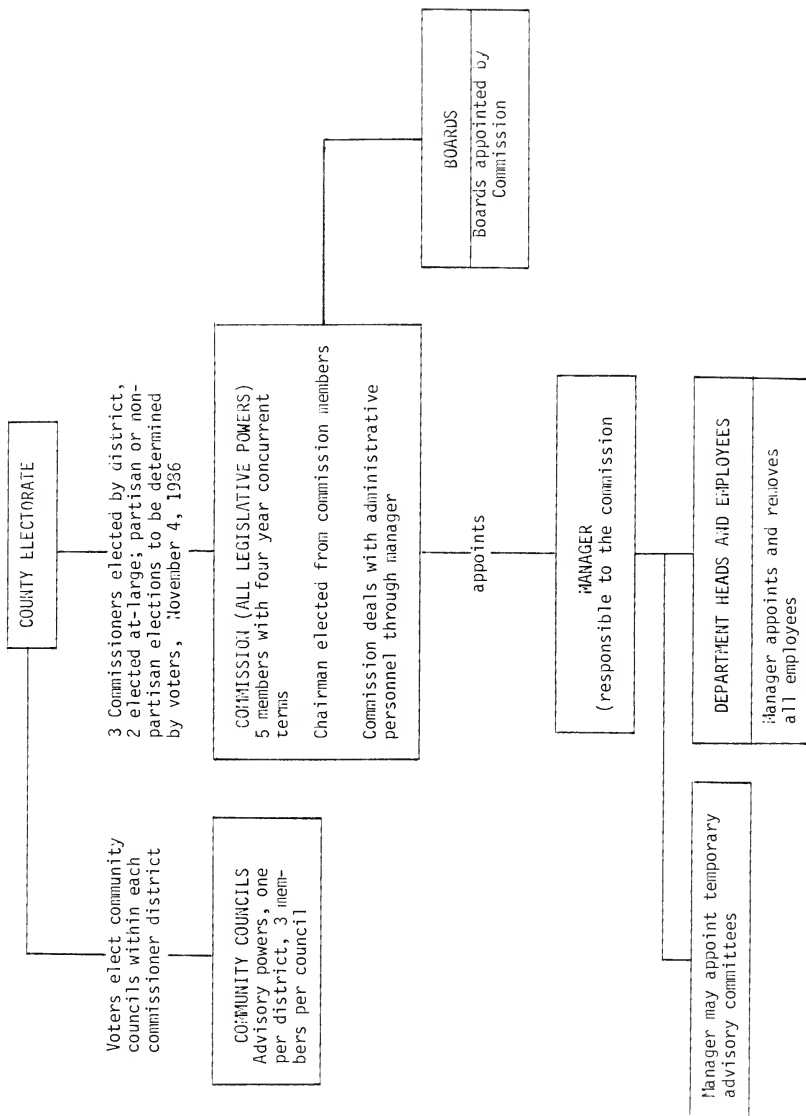 COUNTY ELECTORATE
Voters elect community
councils within each
commissioner district
3 Commissioners elected by district,
2 elected at-large; partisan or non-
partisan elections to be determined
by voters, November 4, 1986
COMMUNITY COUNCILS
Advisory powers, one
per district, 3 mem-
bers per council
COMMISSION (ALL LEGISLATIVE POWERS)
5 members with four year concurrent
terms
Chairman elected from commission members
Commission deals with administrative
personnel through manager
BOARDS
Boards appointed by
Commission
appoints
MANAGER
(responsible to the commission
Manager may appoint temporary
advisory committees
DEPARTMENT HEADS AND EMPLOYEES
Manager appoints and removes
all employees